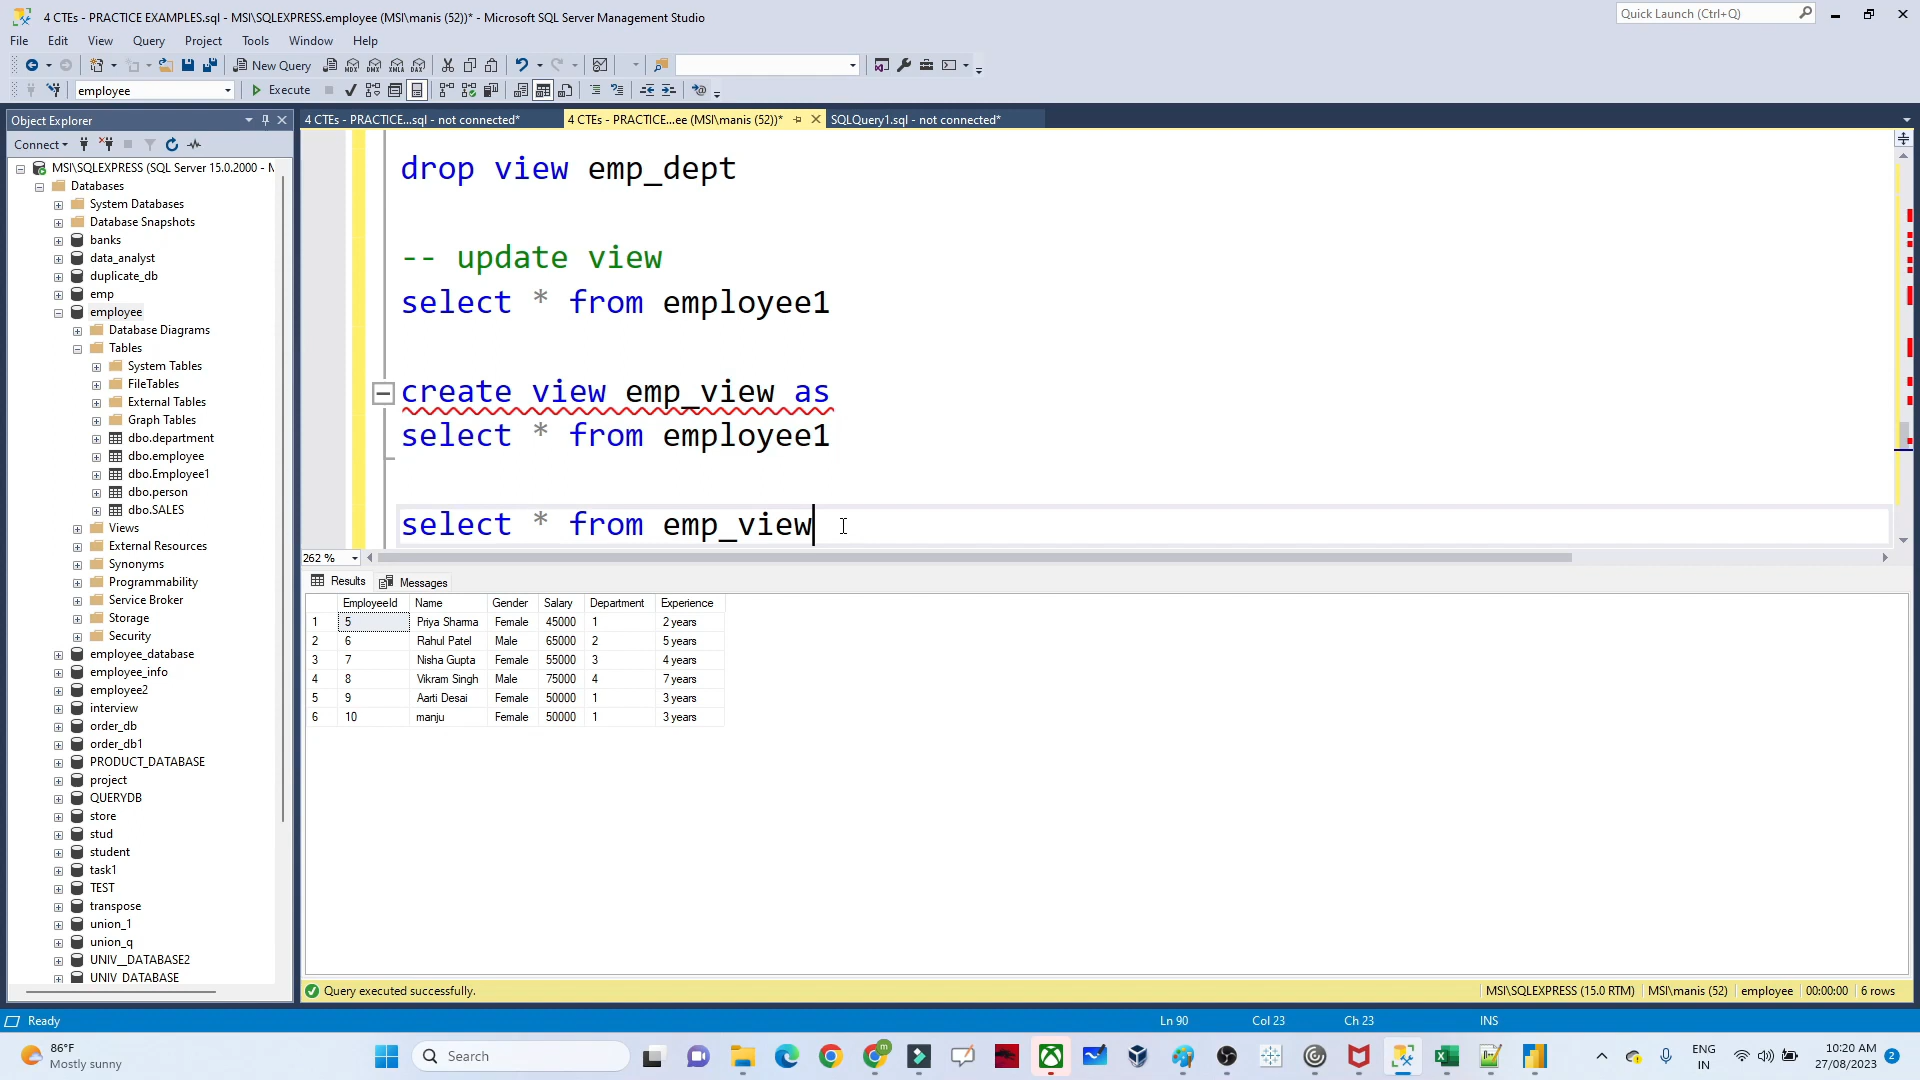 4 CTEs - PRACTICE EXAMPLES.sql - MSI\SQLEXPRESS.employee (MSI\manis (52))* - Microsoft SQL Server Management Studio
Quick Launch (Ctrl+Q)
File Edit View Query Project Tools Window Help
New Query
employee
Execute
Object Explorer
4 CTEs - PRACTICE...sql - not connected*
4 CTEs - PRACTICE...ee (MSI\manis (52))*
SQLQuery1.sql - not connected*
Connect
MSI\SQLEXPRESS (SQL Server 15.0.2000 - M
Databases
System Databases
Database Snapshots
banks
data_analyst
duplicate_db
emp
employee
Database Diagrams
Tables
System Tables
FileTables
External Tables
Graph Tables
dbo.department
dbo.employee
dbo.Employee1
dbo.person
dbo.SALES
Views
External Resources
Synonyms
Programmability
Service Broker
Storage
Security
employee_database
employee_info
employee2
interview
order_db
order_db1
PRODUCT_DATABASE
project
QUERYDB
store
stud
student
task1
TEST
transpose
union_1
union_q
UNIV__DATABASE2
UNIV DATABASE
drop view emp_dept
-- update view
select * from employee1
create view emp_view as
select * from employee1
select * from emp_view
262 %
Results Messages
EmployeeId Name Gender Salary Department Experience
1 5 Priya Sharma Female 45000 1 2 years
2 6 Rahul Patel Male 65000 2 5 years
3 7 Nisha Gupta Female 55000 3 4 years
4 8 Vikram Singh Male 75000 4 7 years
5 9 Aarti Desai Female 50000 1 3 years
6 10 manju Female 50000 1 3 years
Query executed successfully.
MSI\SQLEXPRESS (15.0 RTM) MSI\manis (52) employee 00:00:00 6 rows
Ready
Ln 90 Col 23 Ch 23 INS
86°F
Mostly sunny
Search
m
ENG
IN
10:20 AM
27/08/2023
2